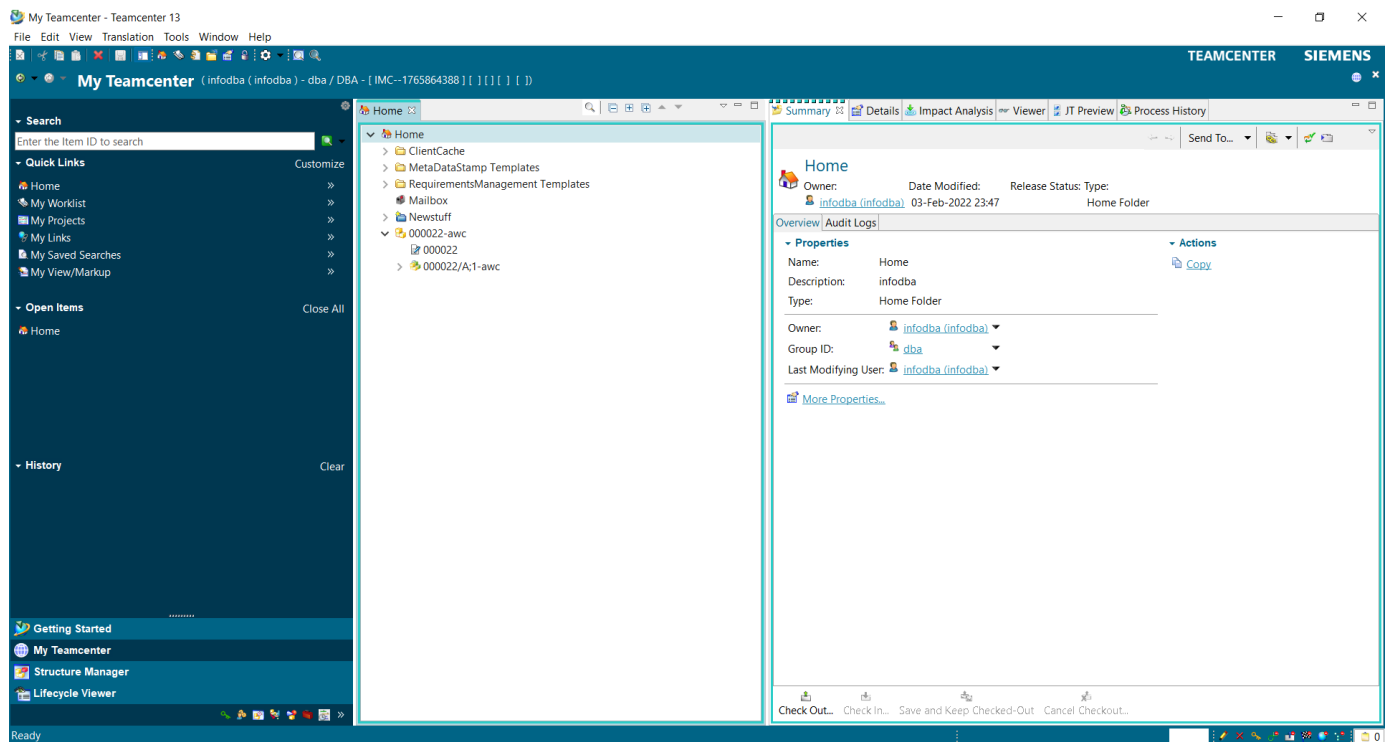 My Teamcenter - Teamcenter 13
File Edit View Translation Tools Window Help
TEAMCENTER SIEMENS
My Teamcenter ( infodba ( infodba ) - dba / DBA - [ IMC--1765864388 ] [ ] [ ] [ ] [ ])
Search
Enter the Item ID to search
Quick Links Customize
Home »
My Worklist »
My Projects »
My Links »
My Saved Searches »
My View/Markup »
Open Items Close All
Home
History Clear
Getting Started
My Teamcenter
Structure Manager
Lifecycle Viewer
»
Ready
Home
Home
ClientCache
MetaDataStamp Templates
RequirementsManagement Templates
Mailbox
Newstuff
000022-awc
000022
000022/A;1-awc
Summary Details Impact Analysis Viewer JT Preview Process History
Send To...
Home
Owner: Date Modified: Release Status: Type:
infodba (infodba) 03-Feb-2022 23:47 Home Folder
Overview Audit Logs
Properties Actions
Name: Home Copy
Description: infodba
Type: Home Folder
Owner: infodba (infodba)
Group ID: dba
Last Modifying User: infodba (infodba)
More Properties...
Check Out... Check In... Save and Keep Checked-Out Cancel Checkout...
0